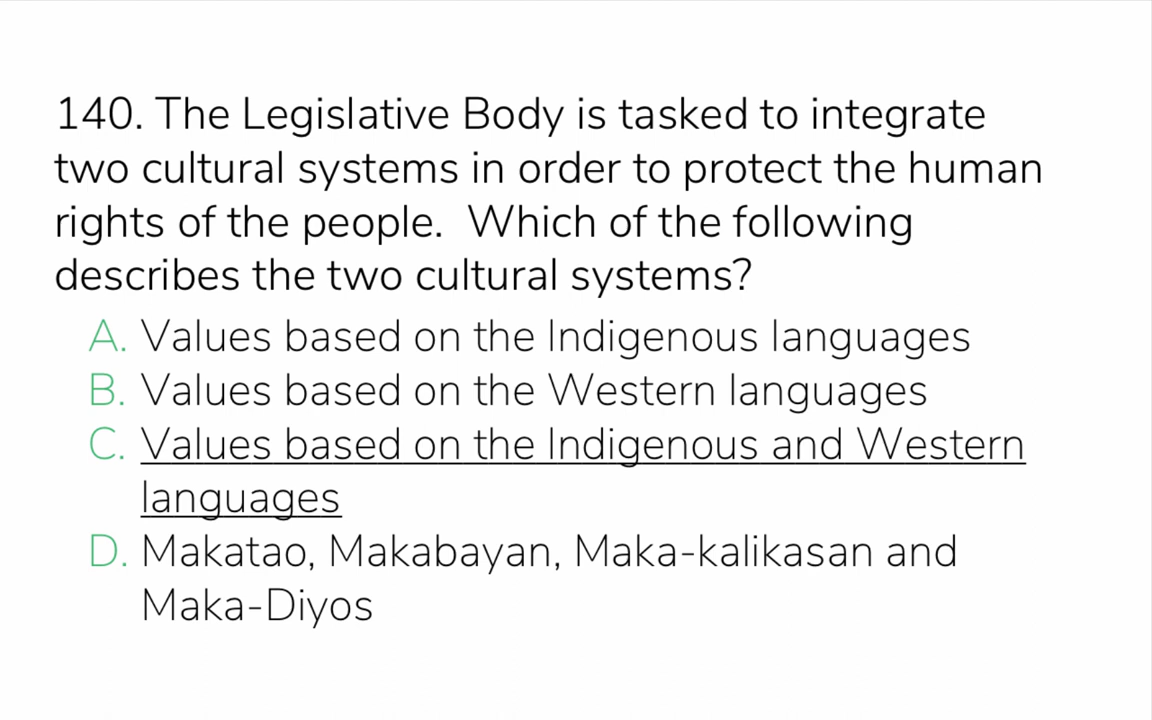 140. The Legislative Body is tasked to integrate
two cultural systems in order to protect the human
rights of the people.  Which of the following
describes the two cultural systems?
A. Values based on the Indigenous languages
B. Values based on the Western languages
C. Values based on the Indigenous and Western
languages
D. Makatao, Makabayan, Maka-kalikasan and
Maka-Diyos